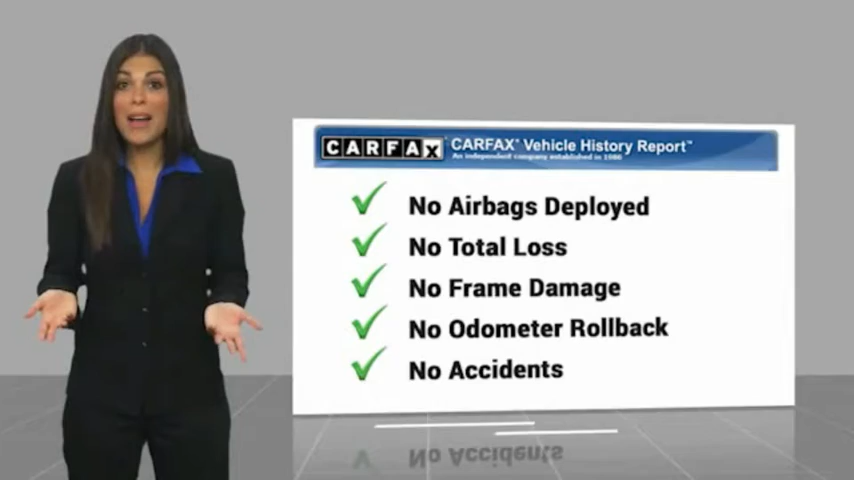 CARFAX CARFAX® Vehicle History Report™
An independent company established in 1986
No Airbags Deployed
No Total Loss
No Frame Damage
No Odometer Rollback
No Accidents
No Accidents